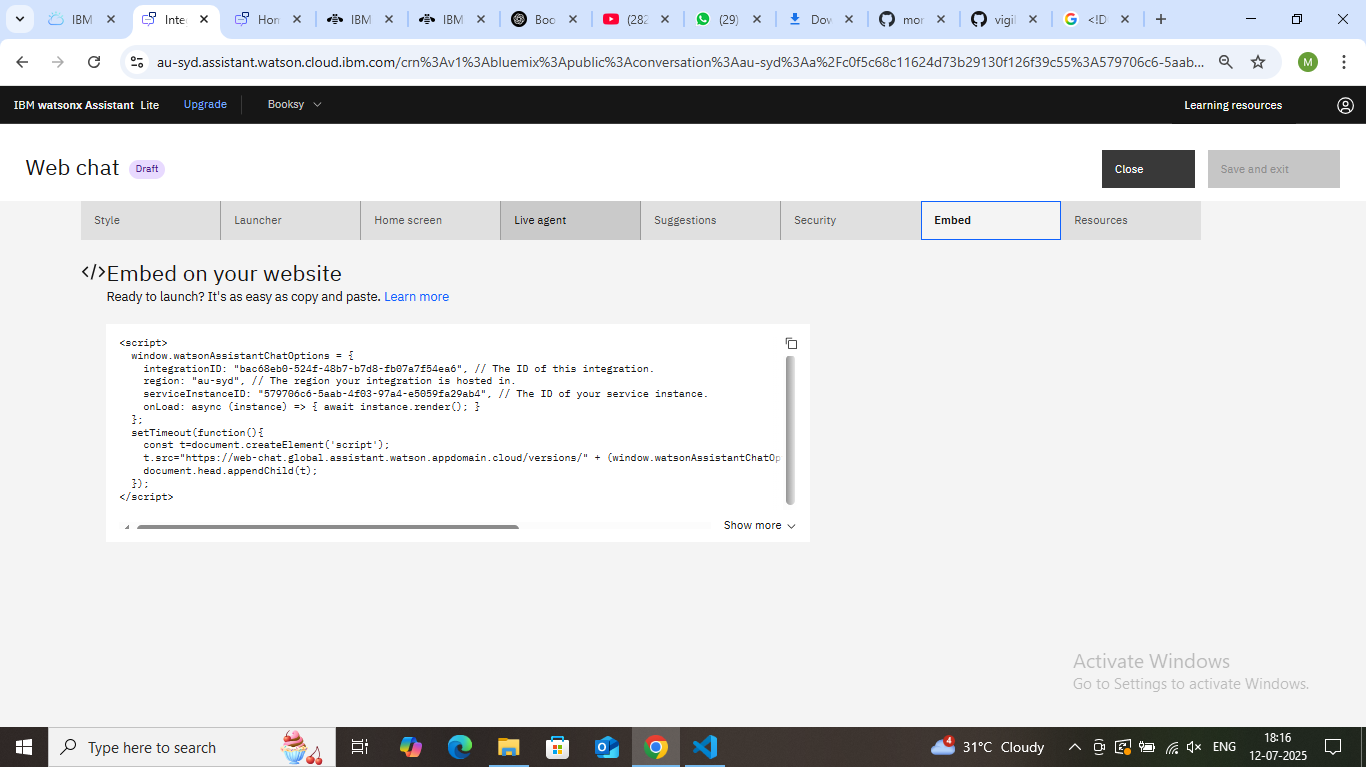 IBM
Inte
Hon
IBM
IBM
Boo
(282
(29)
Dov
mor
vigil
<!D
au-syd.assistant.watson.cloud.ibm.com/crn%3Av1%3Abluemix%3Apublic%3Aconversation%3Aau-syd%3Aa%2Fc0f5c68c11624d73b29130f126f39c55%3A579706c6-5aab...
M
IBM watsonx Assistant Lite
Upgrade
Booksy
Learning resources
Web chat
Draft
Close
Save and exit
Style
Launcher
Home screen
Live agent
Suggestions
Security
Embed
Resources
</>Embed on your website
Ready to launch? It's as easy as copy and paste. Learn more
<script>
window.watsonAssistantChatOptions = {
integrationID: "bac68eb0-524f-48b7-b7d8-fb07a7f54ea6", // The ID of this integration.
region: "au-syd", // The region your integration is hosted in.
serviceInstanceID: "579706c6-5aab-4f03-97a4-e5059fa29ab4", // The ID of your service instance.
onLoad: async (instance) => { await instance.render(); }
};
setTimeout(function(){
const t=document.createElement('script');
t.src="https://web-chat.global.assistant.watson.appdomain.cloud/versions/" + (window.watsonAssistantChatOp
document.head.appendChild(t);
});
</script>
Show more
Activate Windows
Go to Settings to activate Windows.
Type here to search
4
31°C Cloudy
ENG
18:16
12-07-2025